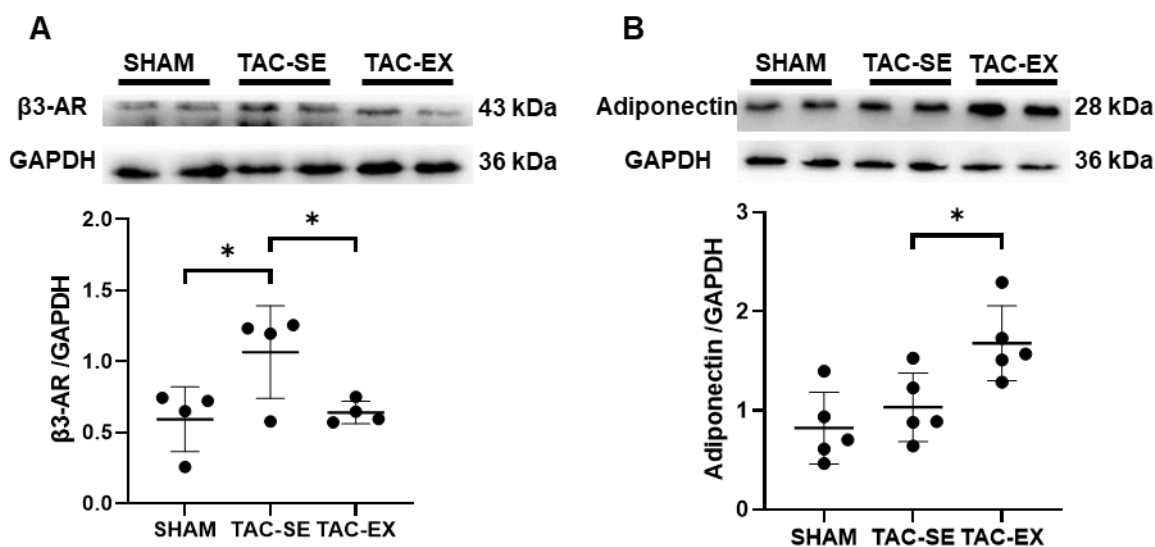 A
SHAM TAC-SE TAC-EX
β3-AR 43 kDa
GAPDH 36 kDa
2.0
*
*
1.5
1.0
0.5
0.0
β3-AR /GAPDH
SHAM TAC-SE TAC-EX
B
SHAM TAC-SE TAC-EX
Adiponectin 28 kDa
GAPDH 36 kDa
3
*
2
1
0
Adiponectin /GAPDH
SHAM TAC-SE TAC-EX